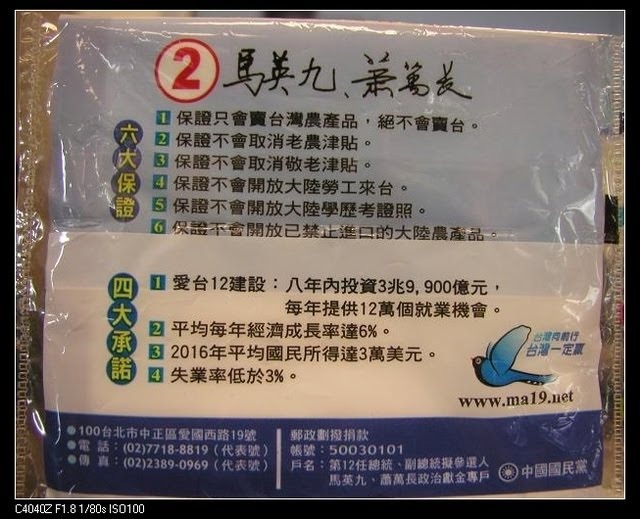 2 馬英九、蕭萬長
六大保證
1 保證只會賣台灣農產品，絕不會賣台。
2 保證不會取消老農津貼。
3 保證不會取消敬老津貼。
4 保證不會開放大陸勞工來台。
5 保證不會開放大陸學歷考證照。
6 保證不會開放已禁止進口的大陸農產品。
四大承諾
1 愛台12建設：八年內投資3兆9,900億元，
每年提供12萬個就業機會。
2 平均每年經濟成長率達6%。
3 2016年平均國民所得達3萬美元。
4 失業率低於3%。
台灣向前行
台灣一定贏
www.ma19.net
100台北市中正區愛國西路19號
電話：(02)7718-8819（代表號）
傳真：(02)2389-0969（代表號）
郵政劃撥捐款
帳號：50030101
戶名：第12任總統、副總統擬參選人
馬英九、蕭萬長政治獻金專戶
中國國民黨
C4040Z F1.8 1/80s ISO100